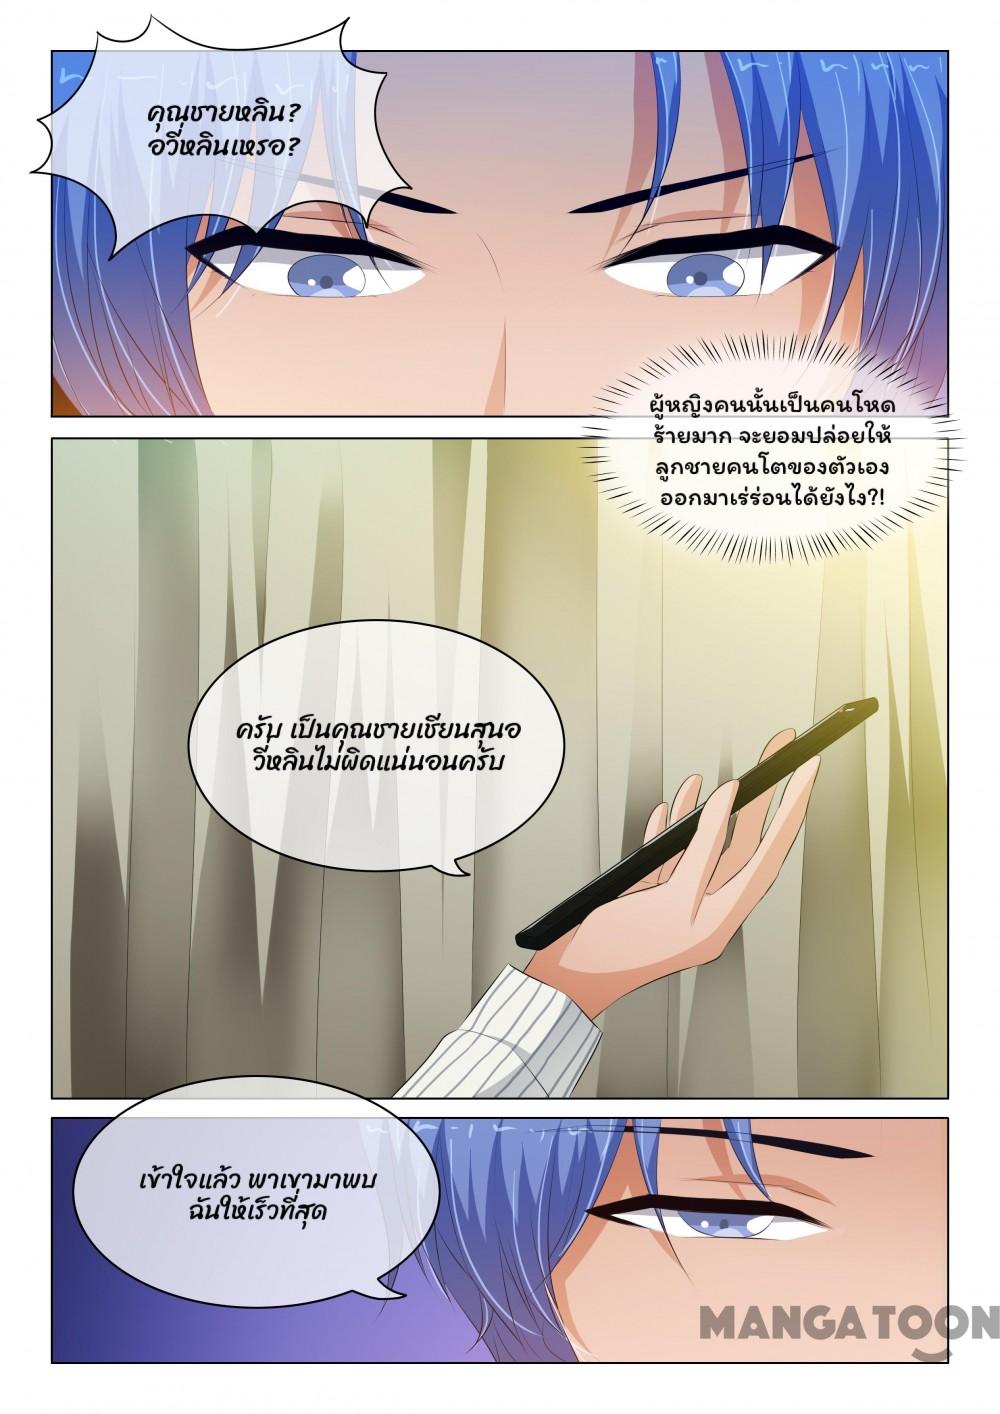 คุณชายหลิน?
อวี่หลินเหรอ?
ผู้หญิงคนนั้นเป็นคนโหด
ร้ายมาก จะยอมปล่อยให้
ลูกชายคนโตของตัวเอง
ออกมาเร่ร่อนได้ยังไง?!
ครับ เป็นคุณชายเชียนสุนอ
วี่หลินไม่ผิดแน่นอนครับ
เข้าใจแล้ว พาเขามาพบ
ฉันให้เร็วที่สุด
MANGATOON